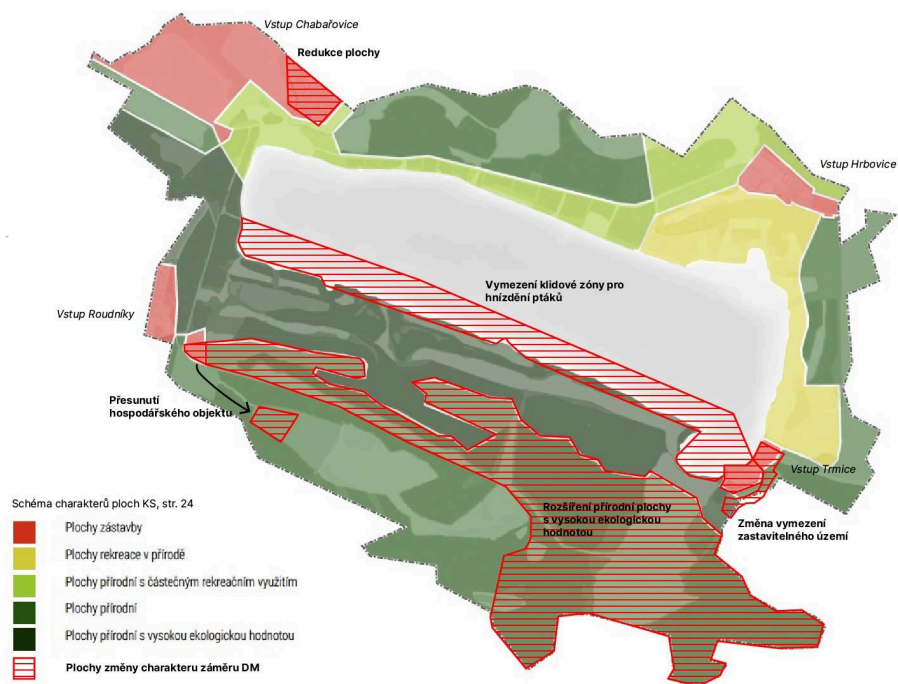 Vstup Chabařovice
Redukce plochy
Vstup Hrbovice
Vymezení klidové zóny pro
hnízdění ptáků
Vstup Roudníky
Přesunutí
hospodářského objektu
Vstup Trmice
Rozšíření přírodní plochy
s vysokou ekologickou
hodnotou
Změna vymezení
zastavitelného území
Schéma charakterů ploch KS, str. 24
Plochy zástavby
Plochy rekreace v přírodě
Plochy přírodní s částečným rekreačním využitím
Plochy přírodní
Plochy přírodní s vysokou ekologickou hodnotou
Plochy změny charakteru záměru DM